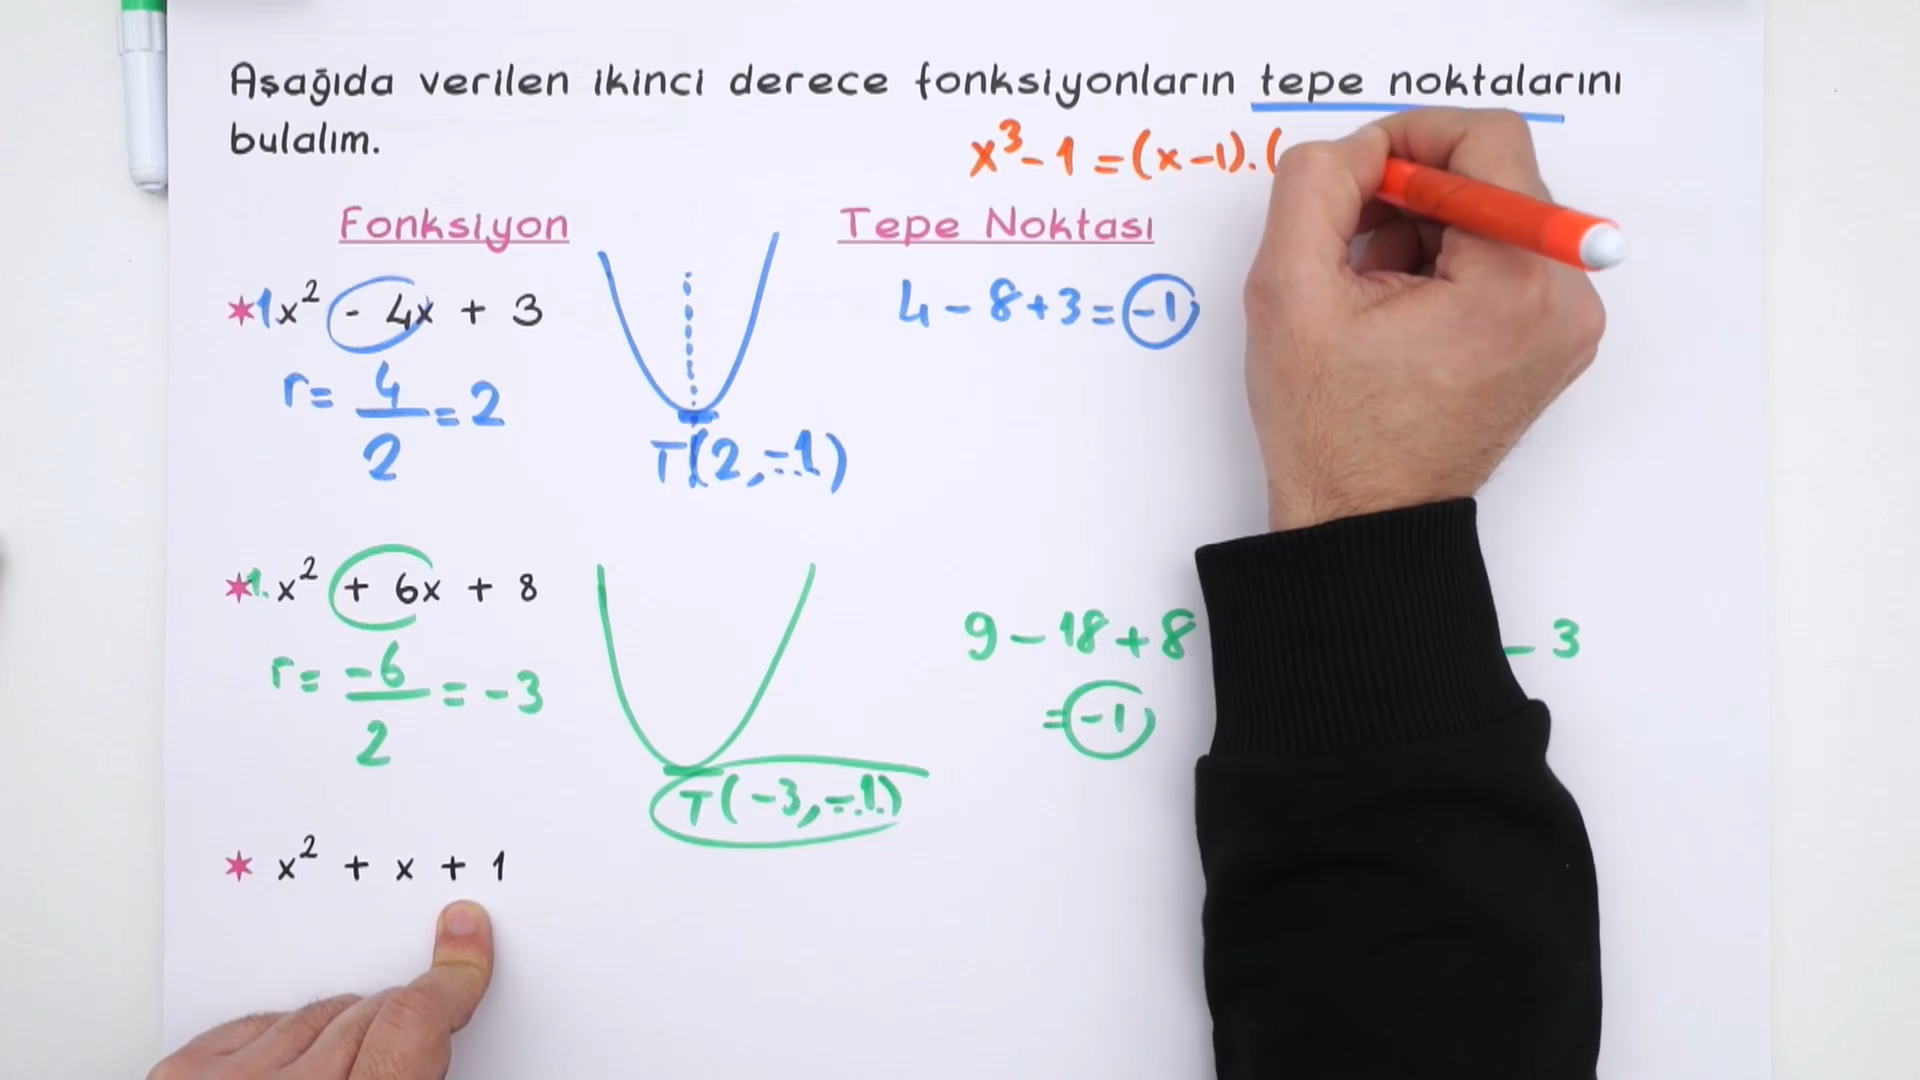 Aşağıda verilen ikinci derece fonksiyonların tepe noktalarını
bulalım.
x³ - 1 = (x - 1) . (
Fonksiyon
Tepe Noktası
* 1x² - 4x + 3
4 - 8 + 3 = -1
r = 4/2 = 2
T(2, -1)
* 1. x² + 6x + 8
9 - 18 + 8
- 3
r = -6/2 = -3
= -1
T(-3, -1)
* x² + x + 1